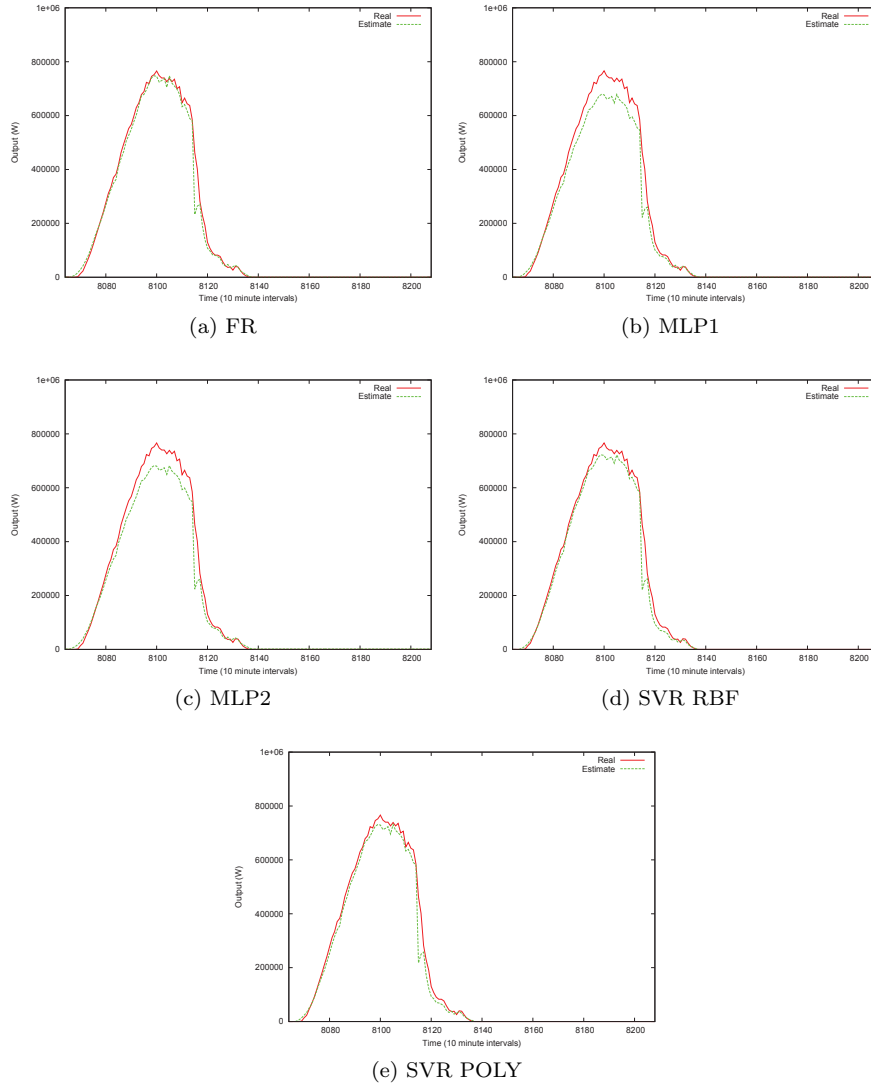 1e+06
Real
Estimate
800000
600000
Output (W)
400000
200000
0
8080 8100 8120 8140 8160 8180 8200
Time (10 minute intervals)
(a) FR
1e+06
Real
Estimate
800000
600000
Output (W)
400000
200000
0
8080 8100 8120 8140 8160 8180 8200
Time (10 minute intervals)
(b) MLP1
1e+06
Real
Estimate
800000
600000
Output (W)
400000
200000
0
8080 8100 8120 8140 8160 8180 8200
Time (10 minute intervals)
(c) MLP2
1e+06
Real
Estimate
800000
600000
Output (W)
400000
200000
0
8080 8100 8120 8140 8160 8180 8200
Time (10 minute intervals)
(d) SVR RBF
1e+06
Real
Estimate
800000
600000
Output (W)
400000
200000
0
8080 8100 8120 8140 8160 8180 8200
Time (10 minute intervals)
(e) SVR POLY